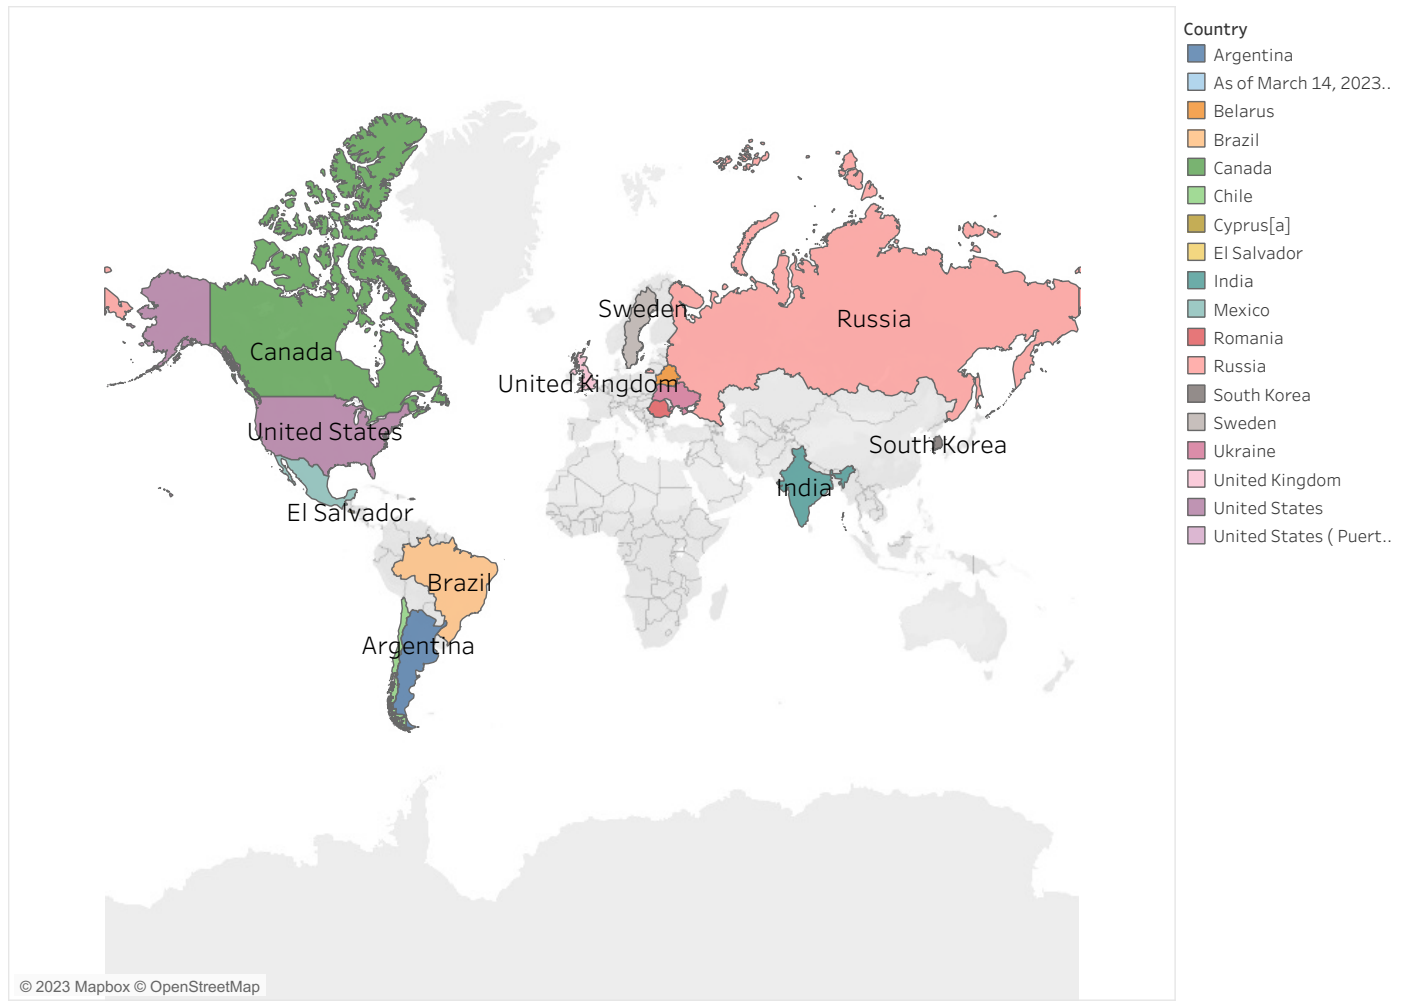 Country
Argentina
As of March 14, 2023..
Belarus
Brazil
Canada
Chile
Cyprus[a]
El Salvador
India
Mexico
Romania
Russia
South Korea
Sweden
Ukraine
United Kingdom
United States
United States ( Puert..
Sweden
Russia
Canada
United Kingdom
United States
South Korea
India
El Salvador
Brazil
Argentina
© 2023 Mapbox © OpenStreetMap